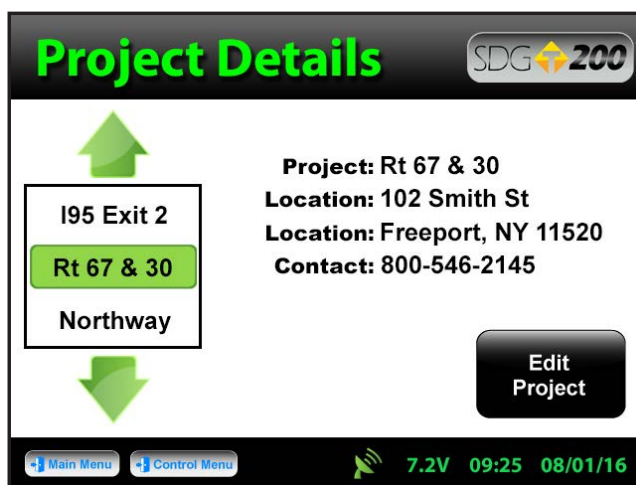 Project Details
SDG 200
I95 Exit 2
Rt 67 & 30
Northway
Project: Rt 67 & 30
Location: 102 Smith St
Location: Freeport, NY 11520
Contact: 800-546-2145
Edit
Project
Main Menu
Control Menu
7.2V 09:25 08/01/16